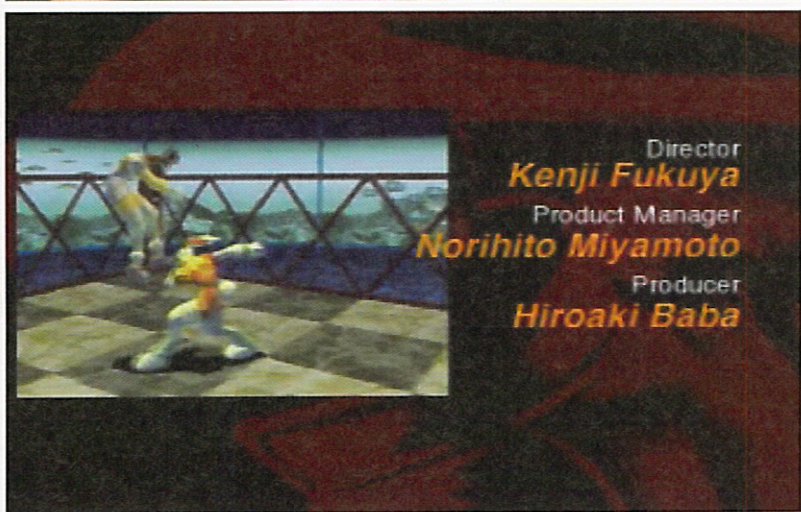 Director
Kenji Fukuya
Product Manager
Norihito Miyamoto
Producer
Hiroaki Baba